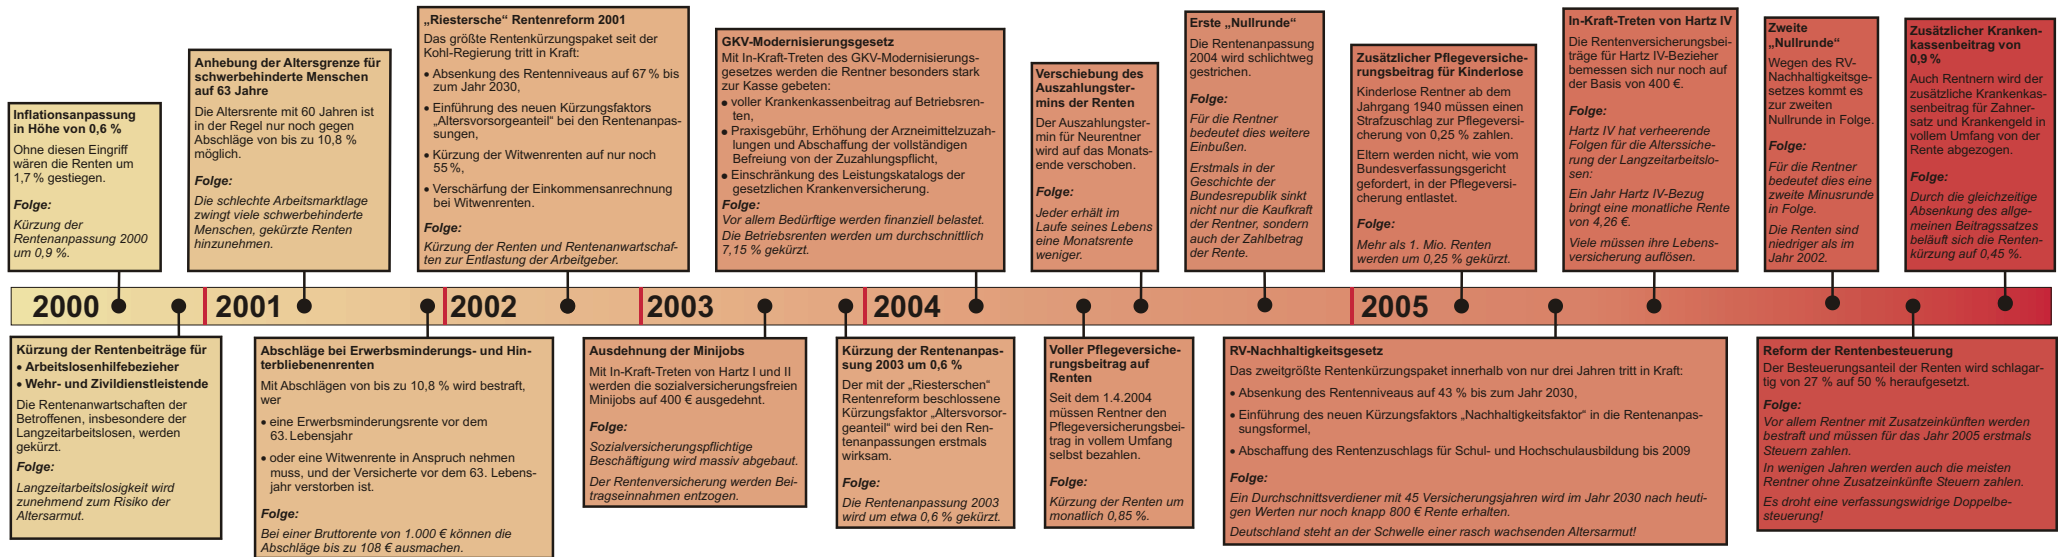 Inflationsanpassung
in Höhe von 0,6 %
Ohne diesen Eingriff
wären die Renten um
1,7 % gestiegen.
Folge:
Kürzung der
Rentenanpassung 2000
um 0,9 %.
Anhebung der Altersgrenze für
schwerbehinderte Menschen
auf 63 Jahre
Die Altersrente mit 60 Jahren ist
in der Regel nur noch gegen
Abschläge von bis zu 10,8 %
möglich.
Folge:
Die schlechte Arbeitsmarktlage
zwingt viele schwerbehinderte
Menschen, gekürzte Renten
hinzunehmen.
„Riestersche“ Rentenreform 2001
Das größte Rentenkürzungspaket seit der
Kohl-Regierung tritt in Kraft:
• Absenkung des Rentenniveaus auf 67 % bis
zum Jahr 2030,
• Einführung des neuen Kürzungsfaktors
„Altersvorsorgeanteil“ bei den Rentenanpas-
sungen,
• Kürzung der Witwenrenten auf nur noch
55 %,
• Verschärfung der Einkommensanrechnung
bei Witwenrenten.
Folge:
Kürzung der Renten und Rentenanwartschaf-
ten zur Entlastung der Arbeitgeber.
GKV-Modernisierungsgesetz
Mit In-Kraft-Treten des GKV-Modernisierungs-
gesetzes werden die Rentner besonders stark
zur Kasse gebeten:
• voller Krankenkassenbeitrag auf Betriebsren-
ten,
• Praxisgebühr, Erhöhung der Arzneimittelzuzah-
lungen und Abschaffung der vollständigen
Befreiung von der Zuzahlungspflicht,
• Einschränkung des Leistungskatalogs der
gesetzlichen Krankenversicherung.
Folge:
Vor allem Bedürftige werden finanziell belastet.
Die Betriebsrenten werden um durchschnittlich
7,15 % gekürzt.
Verschiebung des
Auszahlungster-
mins der Renten
Der Auszahlungster-
min für Neurentner
wird auf das Monats-
ende verschoben.
Folge:
Jeder erhält im
Laufe seines Lebens
eine Monatsrente
weniger.
Erste „Nullrunde“
Die Rentenanpassung
2004 wird schlichtweg
gestrichen.
Folge:
Für die Rentner
bedeutet dies weitere
Einbußen.
Erstmals in der
Geschichte der
Bundesrepublik sinkt
nicht nur die Kaufkraft
der Rentner, sondern
auch der Zahlbetrag
der Rente.
Zusätzlicher Pflegeversiche-
rungsbeitrag für Kinderlose
Kinderlose Rentner ab dem
Jahrgang 1940 müssen einen
Strafzuschlag zur Pflegeversi-
cherung von 0,25 % zahlen.
Eltern werden nicht, wie vom
Bundesverfassungsgericht
gefordert, in der Pflegeversi-
cherung entlastet.
Folge:
Mehr als 1. Mio. Renten
werden um 0,25 % gekürzt.
In-Kraft-Treten von Hartz IV
Die Rentenversicherungsbei-
träge für Hartz IV-Bezieher
bemessen sich nur noch auf
der Basis von 400 €.
Folge:
Hartz IV hat verheerende
Folgen für die Alterssiche-
rung der Langzeitarbeitslo-
sen:
Ein Jahr Hartz IV-Bezug
bringt eine monatliche Rente
von 4,26 €.
Viele müssen ihre Lebens-
versicherung auflösen.
Zweite
„Nullrunde“
Wegen des RV-
Nachhaltigkeitsge-
setzes kommt es
zur zweiten
Nullrunde in Folge.
Folge:
Für die Rentner
bedeutet dies eine
zweite Minusrunde
in Folge.
Die Renten sind
niedriger als im
Jahr 2002.
Zusätzlicher Kranken-
kassenbeitrag von
0,9 %
Auch Rentnern wird der
zusätzliche Krankenkas-
senbeitrag für Zahner-
satz und Krankengeld in
vollem Umfang von der
Rente abgezogen.
Folge:
Durch die gleichzeitige
Absenkung des allge-
meinen Beitragssatzes
beläuft sich die Renten-
kürzung auf 0,45 %.
2000
2001
2002
2003
2004
2005
Kürzung der Rentenbeiträge für
• Arbeitslosenhilfebezieher
• Wehr- und Zivildienstleistende
Die Rentenanwartschaften der
Betroffenen, insbesondere der
Langzeitarbeitslosen, werden
gekürzt.
Folge:
Langzeitarbeitslosigkeit wird
zunehmend zum Risiko der
Altersarmut.
Abschläge bei Erwerbsminderungs- und Hin-
terbliebenenrenten
Mit Abschlägen von bis zu 10,8 % wird bestraft,
wer
• eine Erwerbsminderungsrente vor dem
63. Lebensjahr
• oder eine Witwenrente in Anspruch nehmen
muss, und der Versicherte vor dem 63. Lebens-
jahr verstorben ist.
Folge:
Bei einer Bruttorente von 1.000 € können die
Abschläge bis zu 108 € ausmachen.
Ausdehnung der Minijobs
Mit In-Kraft-Treten von Hartz I und II
werden die sozialversicherungsfreien
Minijobs auf 400 € ausgedehnt.
Folge:
Sozialversicherungspflichtige
Beschäftigung wird massiv abgebaut.
Der Rentenversicherung werden Bei-
tragseinnahmen entzogen.
Kürzung der Rentenanpas-
sung 2003 um 0,6 %
Der mit der „Riesterschen“
Rentenreform beschlossene
Kürzungsfaktor „Altersvorsor-
geanteil“ wird bei den Ren-
tenanpassungen erstmals
wirksam.
Folge:
Die Rentenanpassung 2003
wird um etwa 0,6 % gekürzt.
Voller Pflegeversiche-
rungsbeitrag auf
Renten
Seit dem 1.4.2004
müssen Rentner den
Pflegeversicherungsbei-
trag in vollem Umfang
selbst bezahlen.
Folge:
Kürzung der Renten um
monatlich 0,85 %.
RV-Nachhaltigkeitsgesetz
Das zweitgrößte Rentenkürzungspaket innerhalb von nur drei Jahren tritt in Kraft:
• Absenkung des Rentenniveaus auf 43 % bis zum Jahr 2030,
• Einführung des neuen Kürzungsfaktors „Nachhaltigkeitsfaktor“ in die Rentenanpas-
sungsformel,
• Abschaffung des Rentenzuschlags für Schul- und Hochschulausbildung bis 2009
Folge:
Ein Durchschnittsverdiener mit 45 Versicherungsjahren wird im Jahr 2030 nach heuti-
gen Werten nur noch knapp 800 € Rente erhalten.
Deutschland steht an der Schwelle einer rasch wachsenden Altersarmut!
Reform der Rentenbesteuerung
Der Besteuerungsanteil der Renten wird schlagar-
tig von 27 % auf 50 % heraufgesetzt.
Folge:
Vor allem Rentner mit Zusatzeinkünften werden
bestraft und müssen für das Jahr 2005 erstmals
Steuern zahlen.
In wenigen Jahren werden auch die meisten
Rentner ohne Zusatzeinkünfte Steuern zahlen.
Es droht eine verfassungswidrige Doppelbe-
steuerung!